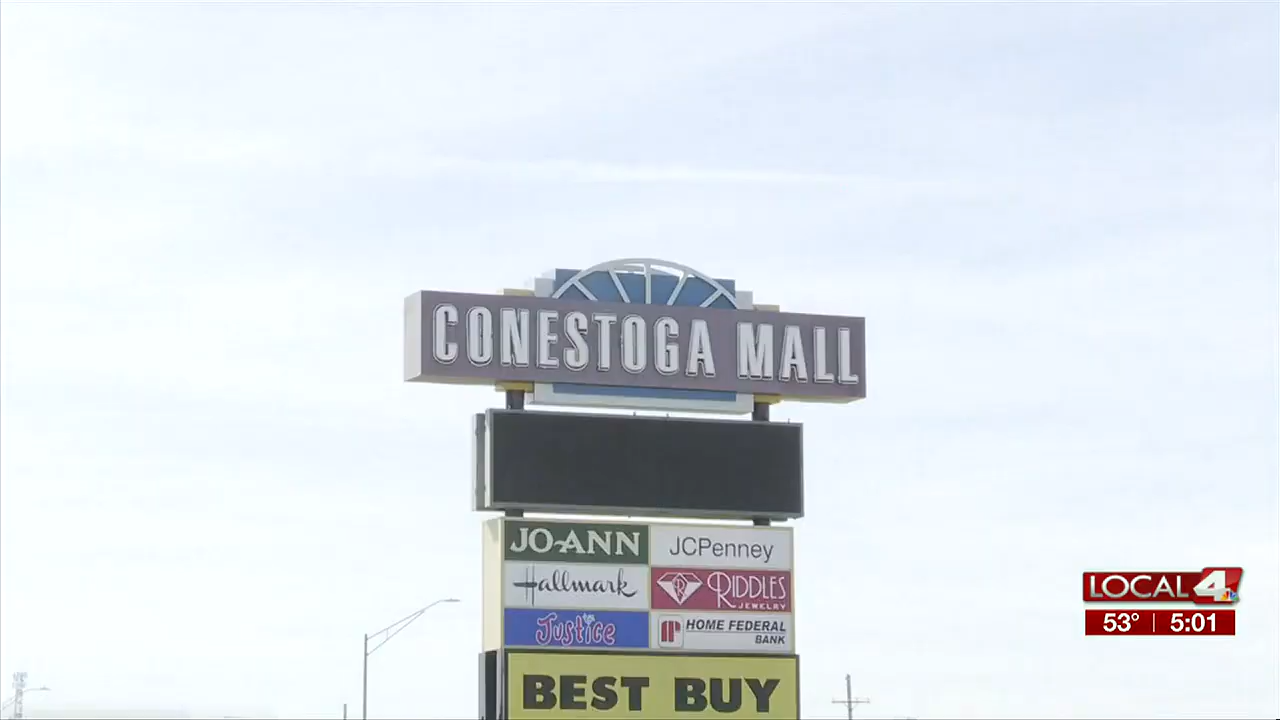 CONESTOGA MALL
JO-ANN
JCPenney
Hallmark
RIDDLES
JEWELRY
Justice
HOME FEDERAL
BANK
BEST BUY
LOCAL 4
53° | 5:01